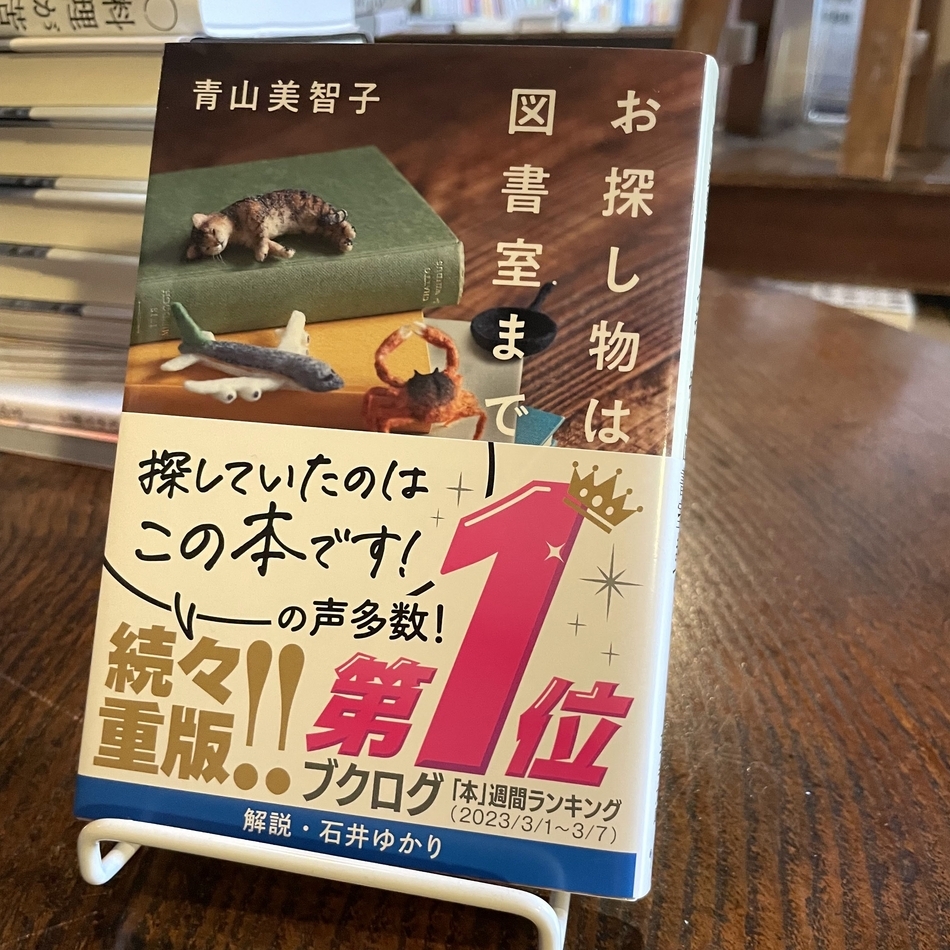 青山美智子
お探し物は
図書室まで
探していたのは
この本です!
の声多数!
続々
重版!!
第1位
ブクログ「本」週間ランキング
(2023/3/1~3/7)
解説・石井ゆかり